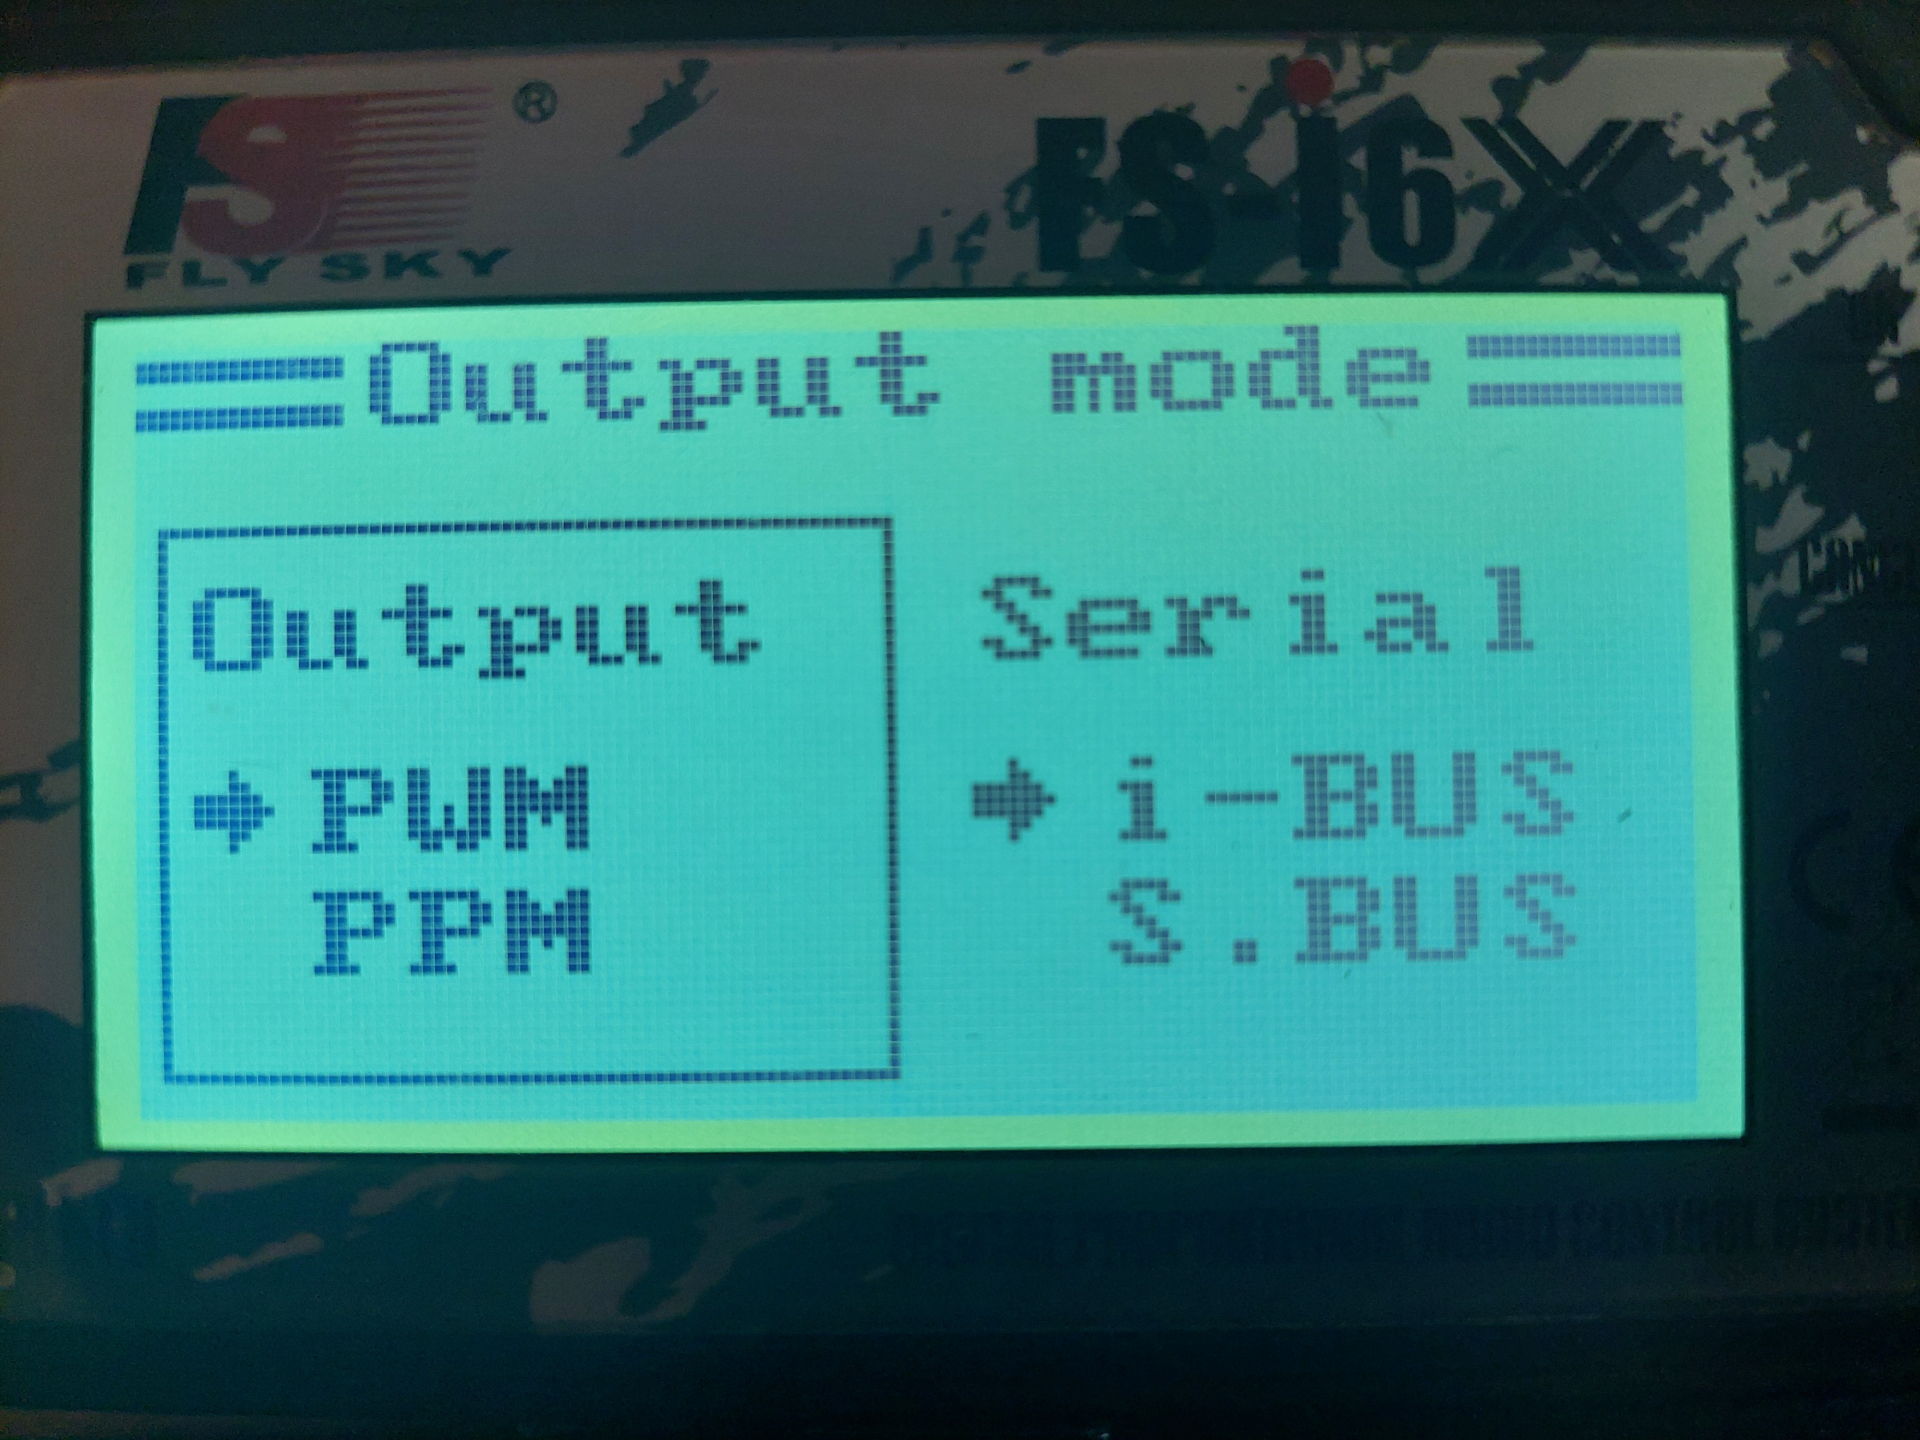 FS®
FLY SKY
FS-i6X
Output mode
Output
PWM
PPM
Serial
i-BUS
S.BUS